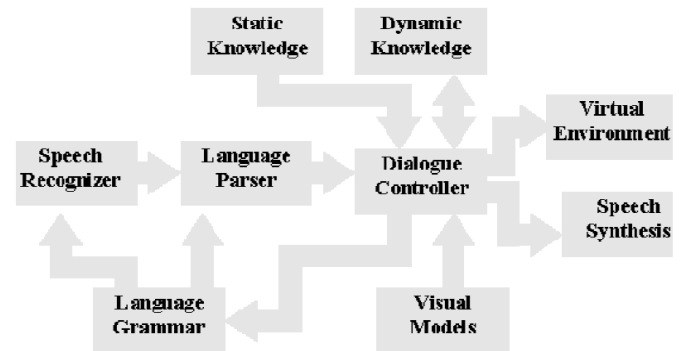 Static
Knowledge
Dynamic
Knowledge
Virtual
Environment
Speech
Recognizer
Language
Parser
Dialogue
Controller
Speech
Synthesis
Language
Grammar
Visual
Models